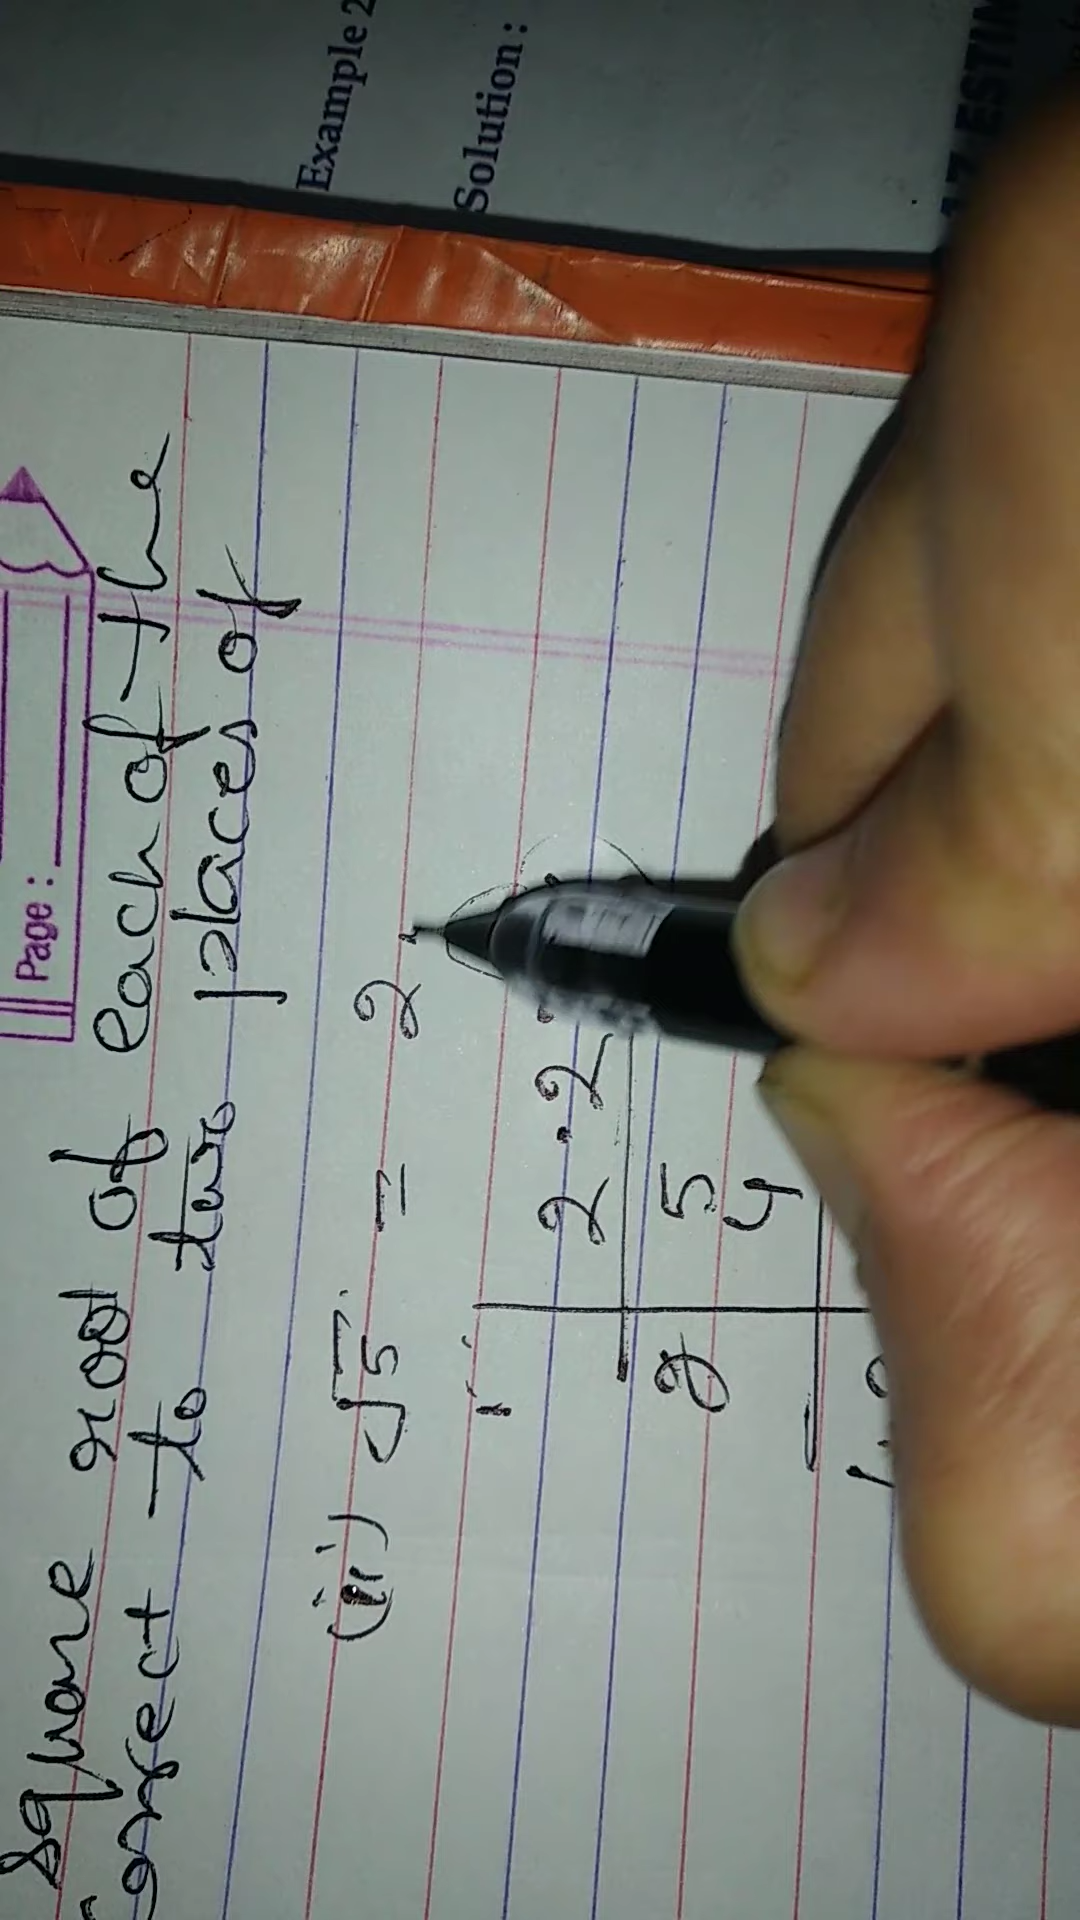 Example 2
Solution :
Page :
Square root of each of the
Correct to two places of
(ii) √5 = 2.
2.2
2 5
4